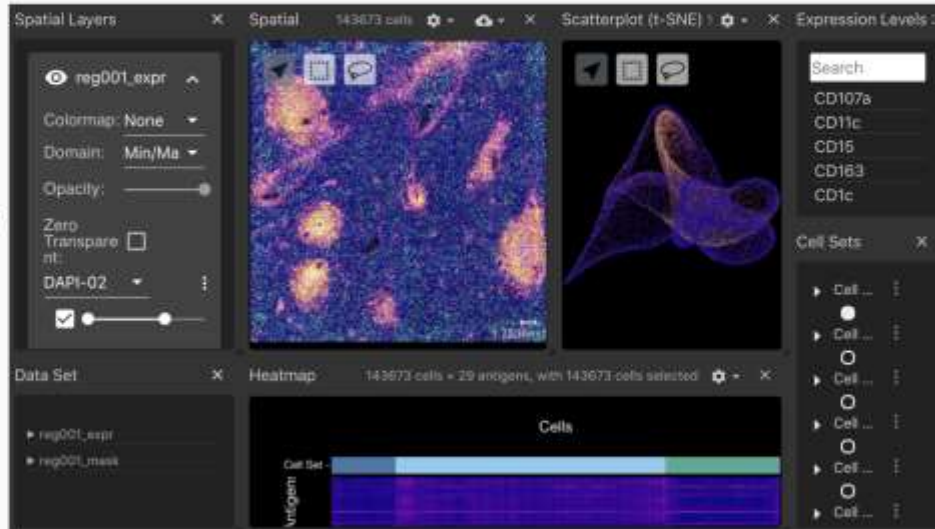 Spatial Layers ×
reg001_expr
Colormap: None
Domain: Min/Ma
Opacity:
Zero
Transpare
nt:
DAPI-02
Spatial 143673 cells ×
Scatterplot (t-SNE) ×
Expression Levels
Search
CD107a
CD11c
CD15
CD163
CD1c
Cell Sets ×
Cell ...
Cell ...
Cell ...
Cell ...
Cell ...
Cell ...
Data Set ×
reg001_expr
reg001_mask
Heatmap 143673 cells × 29 antigens, with 143673 cells selected ×
Cells
Cell Set -
Antigens